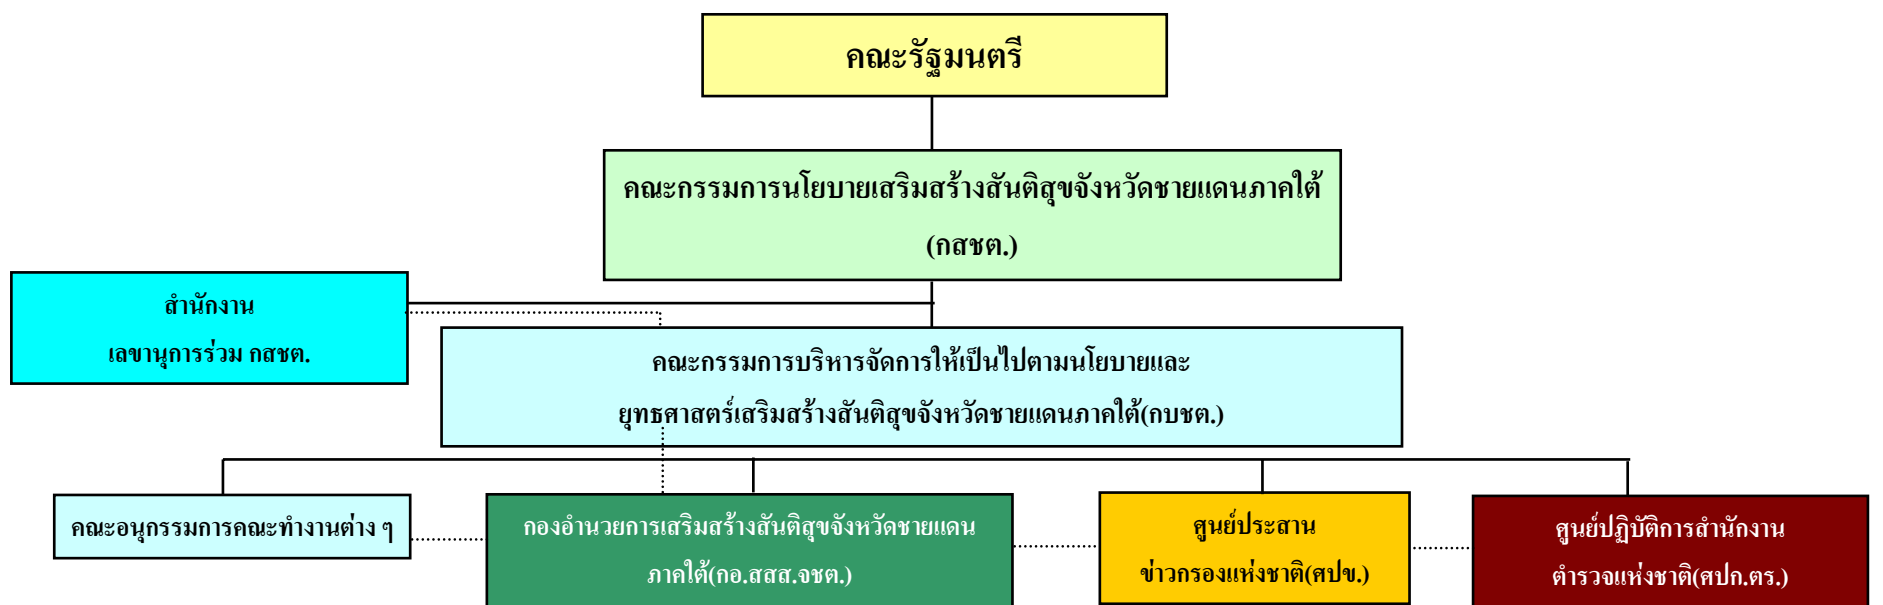 คณะรัฐมนตรี
คณะกรรมการนโยบายเสริมสร้างสันติสุขจังหวัดชายแดนภาคใต้
(กสชต.)
สำนักงาน
เลขานุการร่วม กสชต.
คณะกรรมการบริหารจัดการให้เป็นไปตามนโยบายและ
ยุทธศาสตร์เสริมสร้างสันติสุขจังหวัดชายแดนภาคใต้(กบชต.)
คณะอนุกรรมการคณะทำงานต่าง ๆ
กองอำนวยการเสริมสร้างสันติสุขจังหวัดชายแดน
ภาคใต้(กอ.สสส.จชต.)
ศูนย์ประสาน
ข่าวกรองแห่งชาติ(ศปข.)
ศูนย์ปฏิบัติการสำนักงาน
ตำรวจแห่งชาติ(ศปก.ตร.)